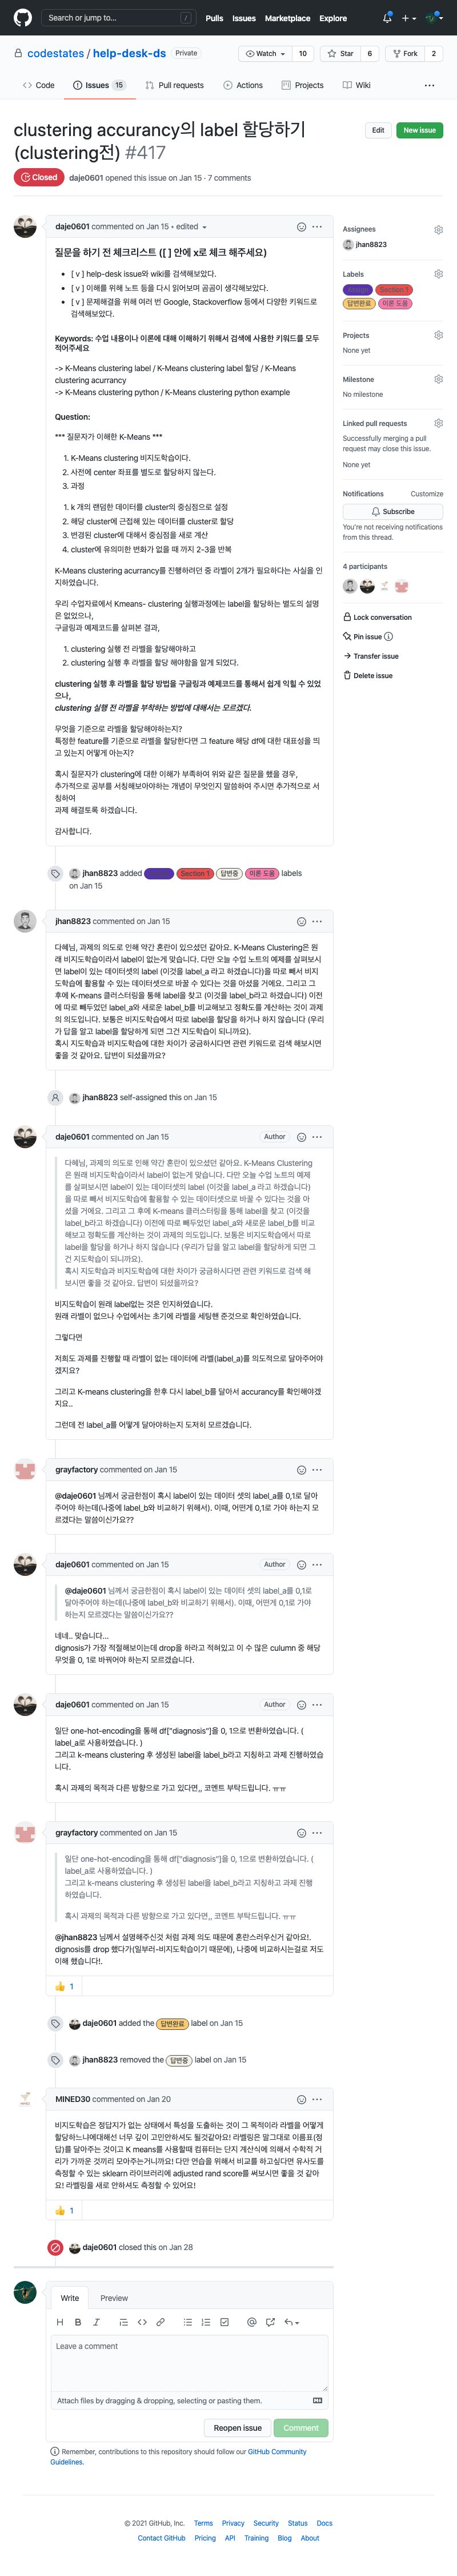 Search or jump to...
/
Pulls Issues Marketplace Explore
codestates / help-desk-ds Private
Watch 10 Star 6 Fork 2
Code Issues 15 Pull requests Actions Projects Wiki
clustering accurancy의 label 할당하기
(clustering전) #417
Edit New issue
Closed daje0601 opened this issue on Jan 15 · 7 comments
daje0601 commented on Jan 15 • edited
질문을 하기 전 체크리스트 ([ ] 안에 x로 체크 해주세요)
• [ v ] help-desk issue와 wiki를 검색해보았다.
• [ v ] 이해를 위해 노트 등을 다시 읽어보며 곰곰이 생각해보았다.
• [ v ] 문제해결을 위해 여러 번 Google, Stackoverflow 등에서 다양한 키워드로
검색해보았다.
Keywords: 수업 내용이나 이론에 대해 이해하기 위해서 검색에 사용한 키워드를 모두
적어주세요
-> K-Means clustering label / K-Means clustering label 할당 / K-Means
clustering acurrancy
-> K-Means clustering python / K-Means clustering python example
Question:
*** 질문자가 이해한 K-Means ***
1. K-Means clustering 비지도학습이다.
2. 사전에 center 좌표를 별도로 할당하지 않는다.
3. 과정
1. k 개의 랜덤한 데이터를 cluster의 중심점으로 설정
2. 해당 cluster에 근접해 있는 데이터를 cluster로 할당
3. 변경된 cluster에 대해서 중심점을 새로 계산
4. cluster에 유의미한 변화가 없을 때 까지 2-3을 반복
K-Means clustering acurrancy를 진행하려던 중 라벨이 2개가 필요하다는 사실을 인
지하였습니다.
우리 수업자료에서 Kmeans- clustering 실행과정에는 label을 할당하는 별도의 설명
은 없었으나,
구글링과 예제코드를 살펴본 결과,
1. clustering 실행 전 라벨을 할당해야하고
2. clustering 실행 후 라벨을 할당 해야함을 알게 되었다.
clustering 실행 후 라벨을 할당 방법을 구글링과 예제코드를 통해서 쉽게 익힐 수 있었
으나,
clustering 실행 전 라벨을 부착하는 방법에 대해서는 모르겠다.
무엇을 기준으로 라벨을 할당해야하는지?
특정한 feature를 기준으로 라벨을 할당한다면 그 feature 해당 df에 대한 대표성을 띄
고 있는지 어떻게 아는지?
혹시 질문자가 clustering에 대한 이해가 부족하여 위와 같은 질문을 했을 경우,
추가적으로 공부를 서칭해보아야하는 개념이 무엇인지 말씀하여 주시면 추가적으로 서
칭하여
과제 해결토록 하겠습니다.
감사합니다.
Assignees
jhan8823
Labels
Section 1
답변완료 이론 도움
Projects
None yet
Milestone
No milestone
Linked pull requests
Successfully merging a pull
request may close this issue.
None yet
Notifications Customize
Subscribe
You're not receiving notifications
from this thread.
4 participants
Lock conversation
Pin issue
Transfer issue
Delete issue
jhan8823 added Section 1 답변중 이론 도움 labels
on Jan 15
jhan8823 commented on Jan 15
다혜님, 과제의 의도로 인해 약간 혼란이 있으셨던 같아요. K-Means Clustering은 원
래 비지도학습이라서 label이 없는게 맞습니다. 다만 오늘 수업 노트의 예제를 살펴보시
면 label이 있는 데이터셋의 label (이것을 label_a 라고 하겠습니다)을 따로 빼서 비지도
학습에 활용할 수 있는 데이터셋으로 바꿀 수 있다는 것을 아셨을 거에요. 그리고 그
후에 K-means 클러스터링을 통해 label을 찾고 (이것을 label_b라고 하겠습니다) 이전
에 따로 빼두었던 label_a와 새로운 label_b를 비교해보고 정확도를 계산하는 것이 과제
의 의도입니다. 보통은 비지도학습에서 따로 label을 할당을 하거나 하지 않습니다 (우리
가 답을 알고 label을 할당하게 되면 그건 지도학습이 되니까요).
혹시 지도학습과 비지도학습에 대한 차이가 궁금하시다면 관련 키워드로 검색 해보시면
좋을 것 같아요. 답변이 되셨을까요?
jhan8823 self-assigned this on Jan 15
daje0601 commented on Jan 15 Author
다혜님, 과제의 의도로 인해 약간 혼란이 있으셨던 같아요. K-Means Clustering
은 원래 비지도학습이라서 label이 없는게 맞습니다. 다만 오늘 수업 노트의 예제
를 살펴보시면 label이 있는 데이터셋의 label (이것을 label_a 라고 하겠습니다)
을 따로 빼서 비지도학습에 활용할 수 있는 데이터셋으로 바꿀 수 있다는 것을 아
셨을 거에요. 그리고 그 후에 K-means 클러스터링을 통해 label을 찾고 (이것을
label_b라고 하겠습니다) 이전에 따로 빼두었던 label_a와 새로운 label_b를 비교
해보고 정확도를 계산하는 것이 과제의 의도입니다. 보통은 비지도학습에서 따로
label을 할당을 하거나 하지 않습니다 (우리가 답을 알고 label을 할당하게 되면 그
건 지도학습이 되니까요).
혹시 지도학습과 비지도학습에 대한 차이가 궁금하시다면 관련 키워드로 검색 해
보시면 좋을 것 같아요. 답변이 되셨을까요?
비지도학습이 원래 label없는 것은 인지하였습니다.
원래 라벨이 없으나 수업에서는 초기에 라벨을 세팅핸 준것으로 확인하였습니다.
그렇다면
저희도 과제를 진행할 때 라벨이 없는 데이터에 라벨(label_a)를 의도적으로 달아주어야
겠지요?
그리고 K-means clustering을 한후 다시 label_b를 달아서 accurancy를 확인해야겠
지요..
그런데 전 label_a를 어떻게 달아야하는지 도저히 모르겠습니다.
grayfactory commented on Jan 15
@daje0601 님께서 궁금한점이 혹시 label이 있는 데이터 셋의 label_a를 0,1로 달아
주어야 하는데(나중에 label_b와 비교하기 위해서). 이때, 어떤게 0,1로 가야 하는지 모
르겠다는 말씀이신가요??
daje0601 commented on Jan 15 Author
@daje0601 님께서 궁금한점이 혹시 label이 있는 데이터 셋의 label_a를 0,1로
달아주어야 하는데(나중에 label_b와 비교하기 위해서). 이때, 어떤게 0,1로 가야
하는지 모르겠다는 말씀이신가요??
네네.. 맞습니다...
dignosis가 가장 적절해보이는데 drop을 하라고 적혀있고 이 수 많은 culumn 중 해당
무엇을 0, 1로 바꿔어야 하는지 모르겠습니다.
daje0601 commented on Jan 15 Author
일단 one-hot-encoding을 통해 df["diagnosis"]을 0, 1으로 변환하였습니다. (
label_a로 사용하였습니다. )
그리고 k-means clustering 후 생성된 label을 label_b라고 지칭하고 과제 진행하였습
니다.
혹시 과제의 목적과 다른 방향으로 가고 있다면,, 코멘트 부탁드립니다. ㅠㅠ
grayfactory commented on Jan 15
일단 one-hot-encoding을 통해 df["diagnosis"]을 0, 1으로 변환하였습니다. (
label_a로 사용하였습니다. )
그리고 k-means clustering 후 생성된 label을 label_b라고 지칭하고 과제 진행
하였습니다.
혹시 과제의 목적과 다른 방향으로 가고 있다면,, 코멘트 부탁드립니다. ㅠㅠ
@jhan8823 님께서 설명해주신것 처럼 과제 의도 때문에 혼란스러우신거 같아요!.
dignosis를 drop 했다가(일부러-비지도학습이기 때문에), 나중에 비교하시는걸로 저도
이해 했습니다!.
👍 1
daje0601 added the 답변완료 label on Jan 15
jhan8823 removed the 답변중 label on Jan 15
MINED30 commented on Jan 20
비지도학습은 정답지가 없는 상태에서 특성을 도출하는 것이 그 목적이라 라벨을 어떻게
할당하느냐에대해선 너무 깊이 고민안하셔도 될것같아요! 라벨링은 말그대로 이름표(정
답)를 달아주는 것이고 K means를 사용할때 컴퓨터는 단지 계산식에 의해서 수학적 거
리가 가까운 것끼리 모아주는거니까요! 다만 연습을 위해서 비교를 하고싶다면 유사도를
측정할 수 있는 sklearn 라이브러리에 adjusted rand score를 써보시면 좋을 것 같아
요! 라벨링을 새로 안하셔도 측정할 수 있어요!
👍 1
daje0601 closed this on Jan 28
Write Preview
Leave a comment
Attach files by dragging & dropping, selecting or pasting them.
Reopen issue Comment
Remember, contributions to this repository should follow our GitHub Community
Guidelines.
© 2021 GitHub, Inc. Terms Privacy Security Status Docs
Contact GitHub Pricing API Training Blog About